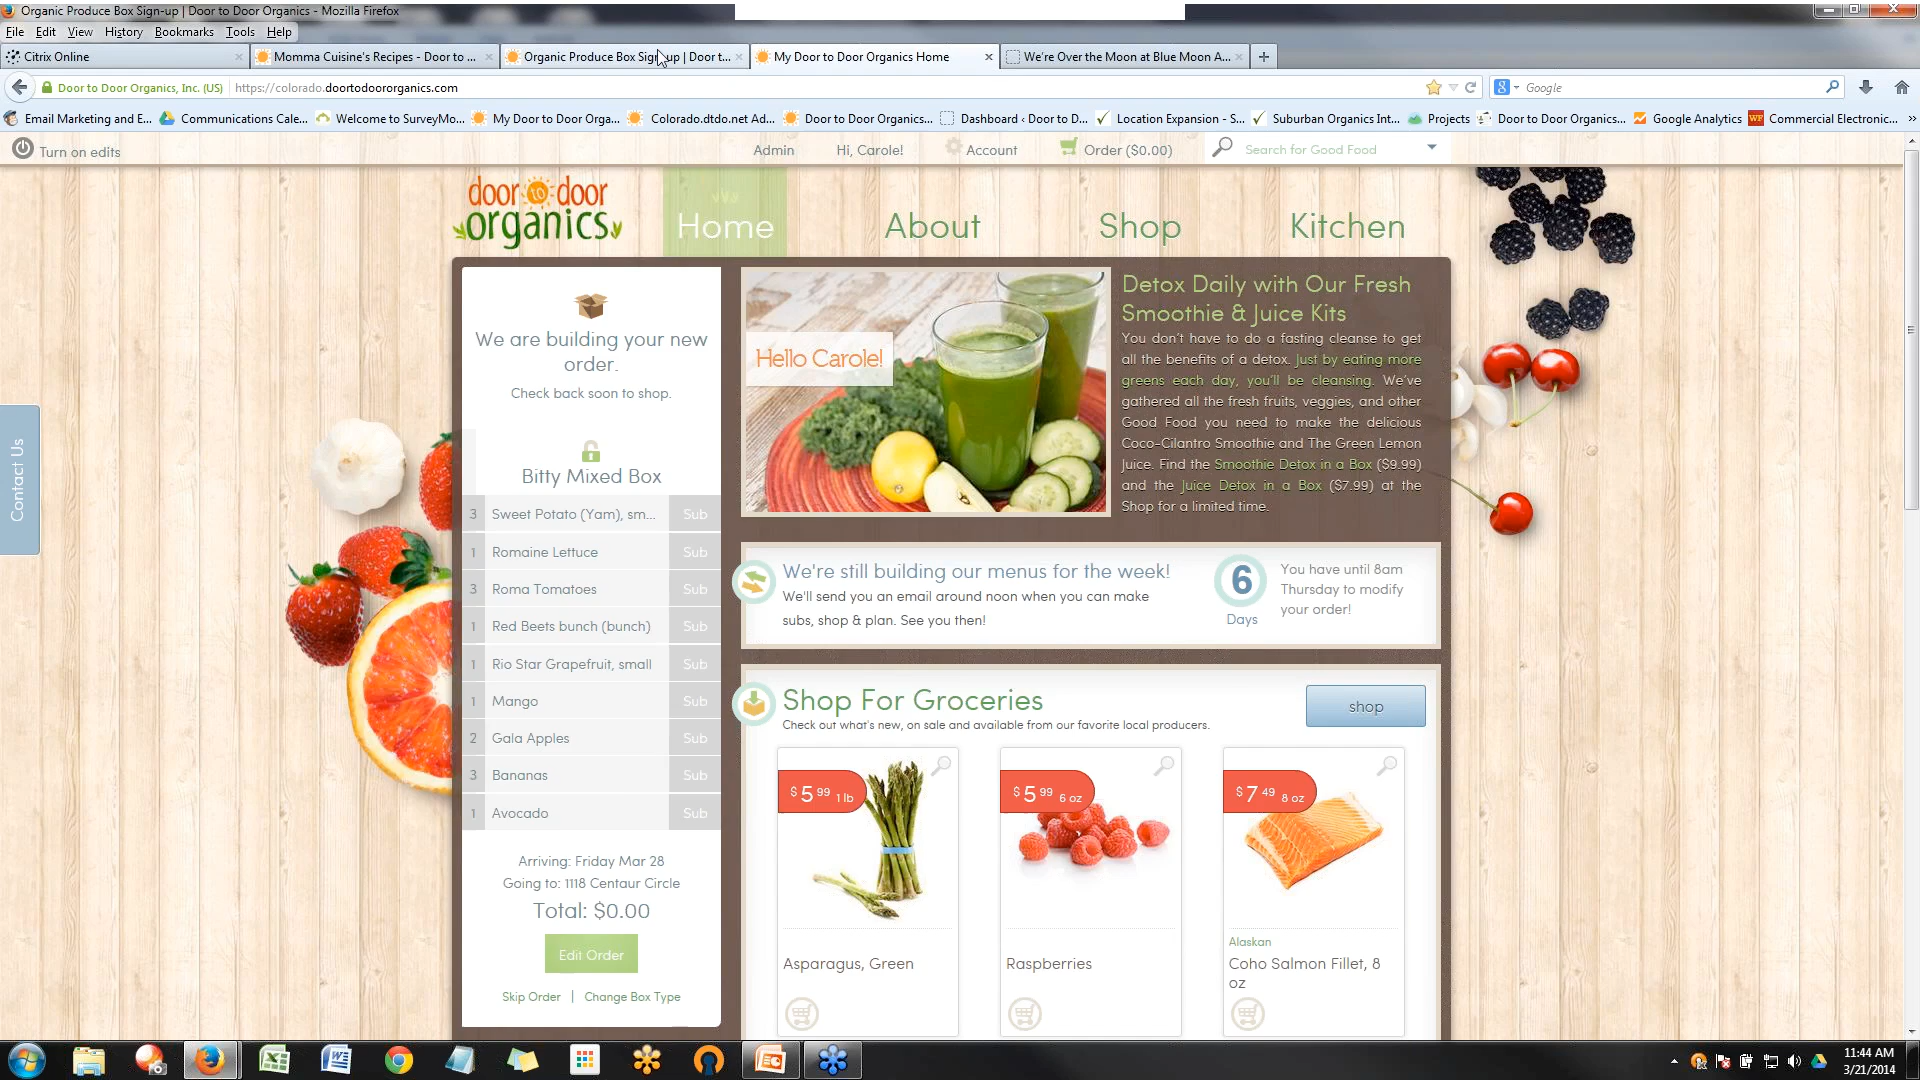 Organic Produce Box Sign-up | Door to Door Organics - Mozilla Firefox
File Edit View History Bookmarks Tools Help
Citrix Online
Momma Cuisine's Recipes - Door to ...
Organic Produce Box Sign-up | Door t...
My Door to Door Organics Home
We're Over the Moon at Blue Moon A...
Door to Door Organics, Inc. (US)
https://colorado.doortodoororganics.com
Google
Email Marketing and E...
Communications Cale...
Welcome to SurveyMo...
My Door to Door Orga...
Colorado.dtdo.net Ad...
Door to Door Organics...
Dashboard ‹ Door to D...
Location Expansion - S...
Suburban Organics Int...
Projects
Door to Door Organics...
Google Analytics
Commercial Electronic...
Turn on edits
Admin
Hi, Carole!
Account
Order ($0.00)
Search for Good Food
door to door
organics
Home
About
Shop
Kitchen
Contact Us
We are building your new
order.
Check back soon to shop.
Bitty Mixed Box
3 Sweet Potato (Yam), sm... Sub
1 Romaine Lettuce Sub
3 Roma Tomatoes Sub
1 Red Beets bunch (bunch) Sub
1 Rio Star Grapefruit, small Sub
1 Mango Sub
2 Gala Apples Sub
3 Bananas Sub
1 Avocado Sub
Arriving: Friday Mar 28
Going to: 1118 Centaur Circle
Total: $0.00
Edit Order
Skip Order | Change Box Type
Hello Carole!
Detox Daily with Our Fresh
Smoothie & Juice Kits
You don't have to do a fasting cleanse to get
all the benefits of a detox. Just by eating more
greens each day, you'll be cleansing. We've
gathered all the fresh fruits, veggies, and other
Good Food you need to make the delicious
Coco-Cilantro Smoothie and The Green Lemon
Juice. Find the Smoothie Detox in a Box ($9.99)
and the Juice Detox in a Box ($7.99) at the
Shop for a limited time.
We're still building our menus for the week!
We'll send you an email around noon when you can make
subs, shop & plan. See you then!
6
Days
You have until 8am
Thursday to modify
your order!
Shop For Groceries
Check out what's new, on sale and available from our favorite local producers.
shop
$ 5 99 1 lb
$ 5 99 6 oz
$ 7 49 8 oz
Asparagus, Green
Raspberries
Alaskan
Coho Salmon Fillet, 8
oz
11:44 AM
3/21/2014